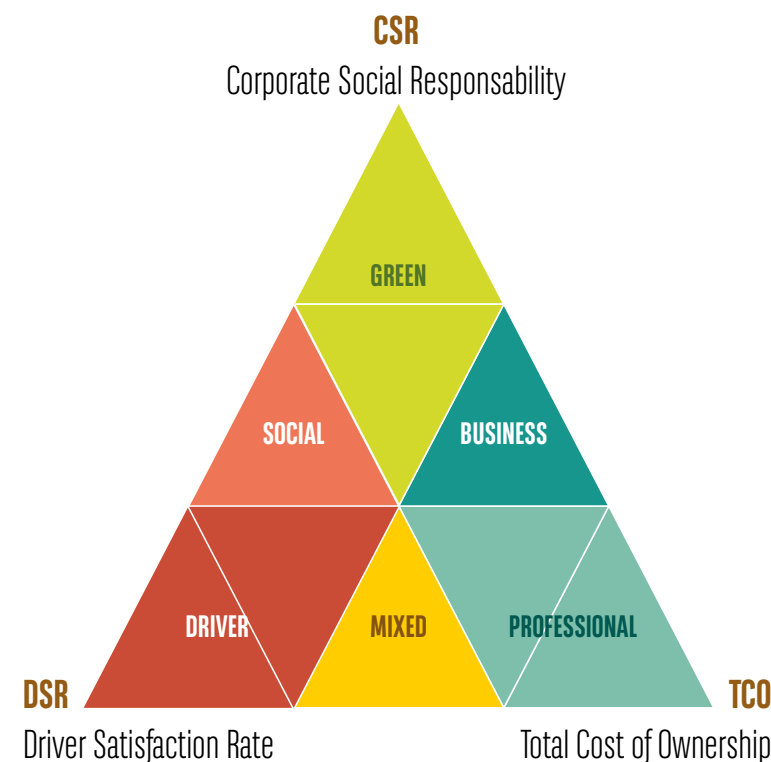 CSR
Corporate Social Responsability
GREEN
SOCIAL
BUSINESS
DRIVER
MIXED
PROFESSIONAL
DSR
TCO
Driver Satisfaction Rate
Total Cost of Ownership